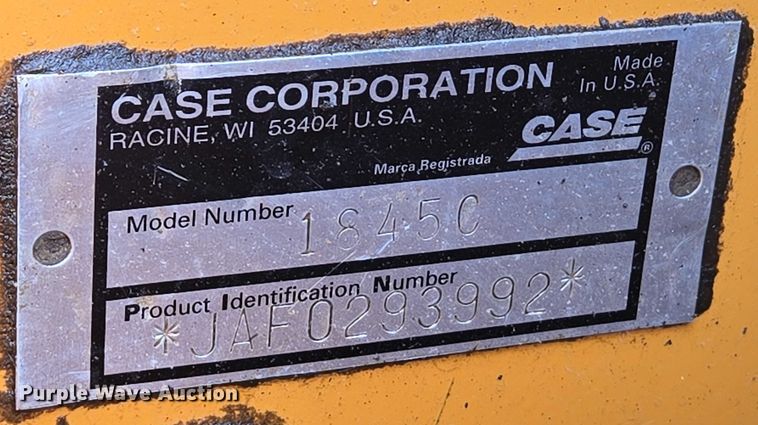 CASE CORPORATION
RACINE, WI 53404 U.S.A.
Made
In U.S.A.
CASE ®
Marca Registrada
Model Number 1845C
Product Identification Number
*JAF0293992*
Purple Wave Auction